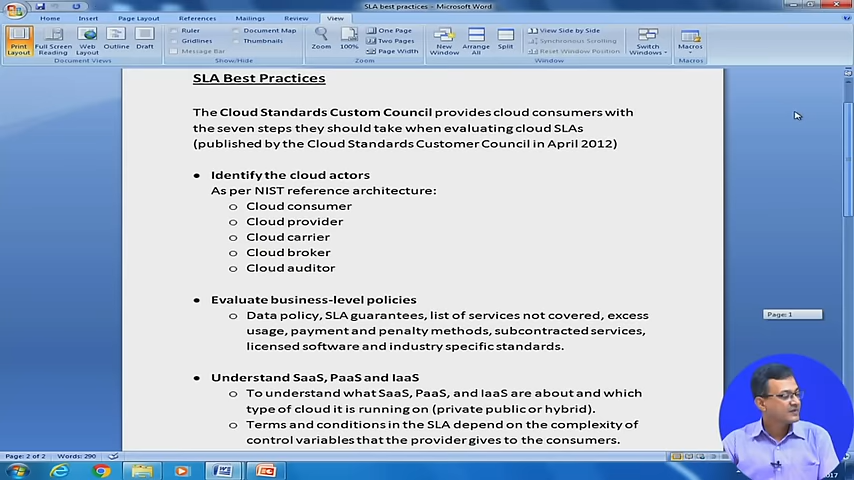 SLA best practices - Microsoft Word
Home Insert Page Layout References Mailings Review View
Print Layout
Full Screen Reading
Web Layout
Outline
Draft
Document Views
Ruler
Gridlines
Message Bar
Document Map
Thumbnails
Show/Hide
Zoom
100%
One Page
Two Pages
Page Width
Zoom
New Window
Arrange All
Split
View Side by Side
Synchronous Scrolling
Reset Window Position
Window
Switch Windows
Macros
Macros
SLA Best Practices
The Cloud Standards Custom Council provides cloud consumers with
the seven steps they should take when evaluating cloud SLAs
(published by the Cloud Standards Customer Council in April 2012)
• Identify the cloud actors
As per NIST reference architecture:
o Cloud consumer
o Cloud provider
o Cloud carrier
o Cloud broker
o Cloud auditor
• Evaluate business-level policies
o Data policy, SLA guarantees, list of services not covered, excess
usage, payment and penalty methods, subcontracted services,
licensed software and industry specific standards.
• Understand SaaS, PaaS and IaaS
o To understand what SaaS, PaaS, and IaaS are about and which
type of cloud it is running on (private public or hybrid).
o Terms and conditions in the SLA depend on the complexity of
control variables that the provider gives to the consumers.
Page: 1
Page: 2 of 2 Words: 290